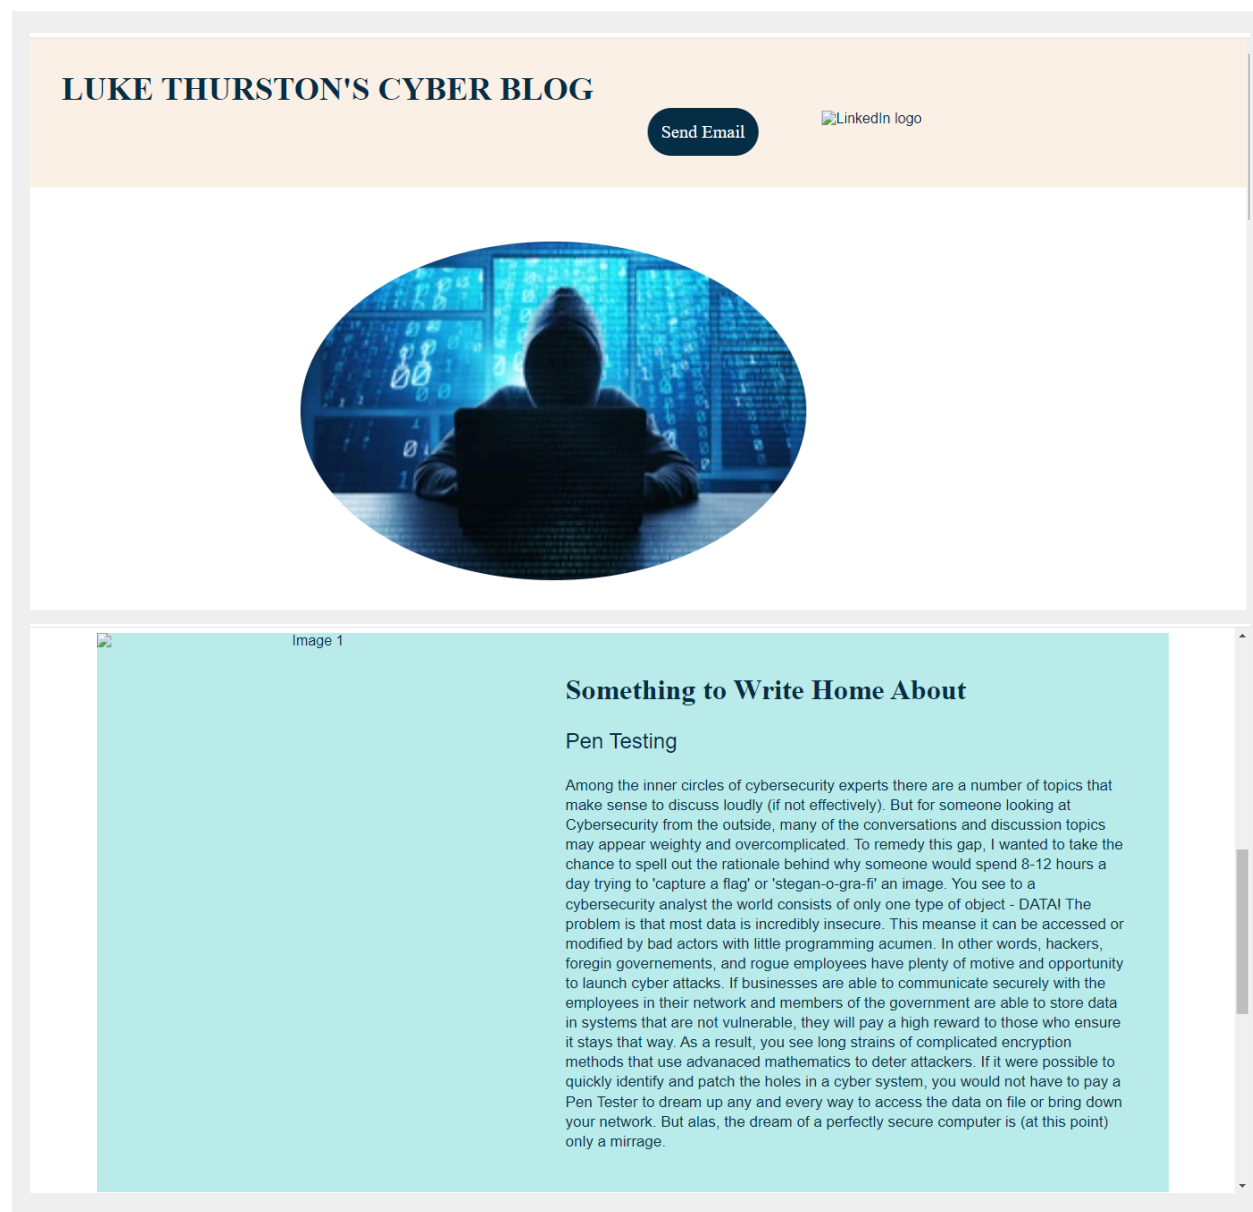 LUKE THURSTON'S CYBER BLOG
Send Email
LinkedIn logo
Image 1
Something to Write Home About
Pen Testing
Among the inner circles of cybersecurity experts there are a number of topics that
make sense to discuss loudly (if not effectively). But for someone looking at
Cybersecurity from the outside, many of the conversations and discussion topics
may appear weighty and overcomplicated. To remedy this gap, I wanted to take the
chance to spell out the rationale behind why someone would spend 8-12 hours a
day trying to 'capture a flag' or 'stegan-o-gra-fi' an image. You see to a
cybersecurity analyst the world consists of only one type of object - DATA! The
problem is that most data is incredibly insecure. This meanse it can be accessed or
modified by bad actors with little programming acumen. In other words, hackers,
foregin governements, and rogue employees have plenty of motive and opportunity
to launch cyber attacks. If businesses are able to communicate securely with the
employees in their network and members of the government are able to store data
in systems that are not vulnerable, they will pay a high reward to those who ensure
it stays that way. As a result, you see long strains of complicated encryption
methods that use advanaced mathematics to deter attackers. If it were possible to
quickly identify and patch the holes in a cyber system, you would not have to pay a
Pen Tester to dream up any and every way to access the data on file or bring down
your network. But alas, the dream of a perfectly secure computer is (at this point)
only a mirrage.